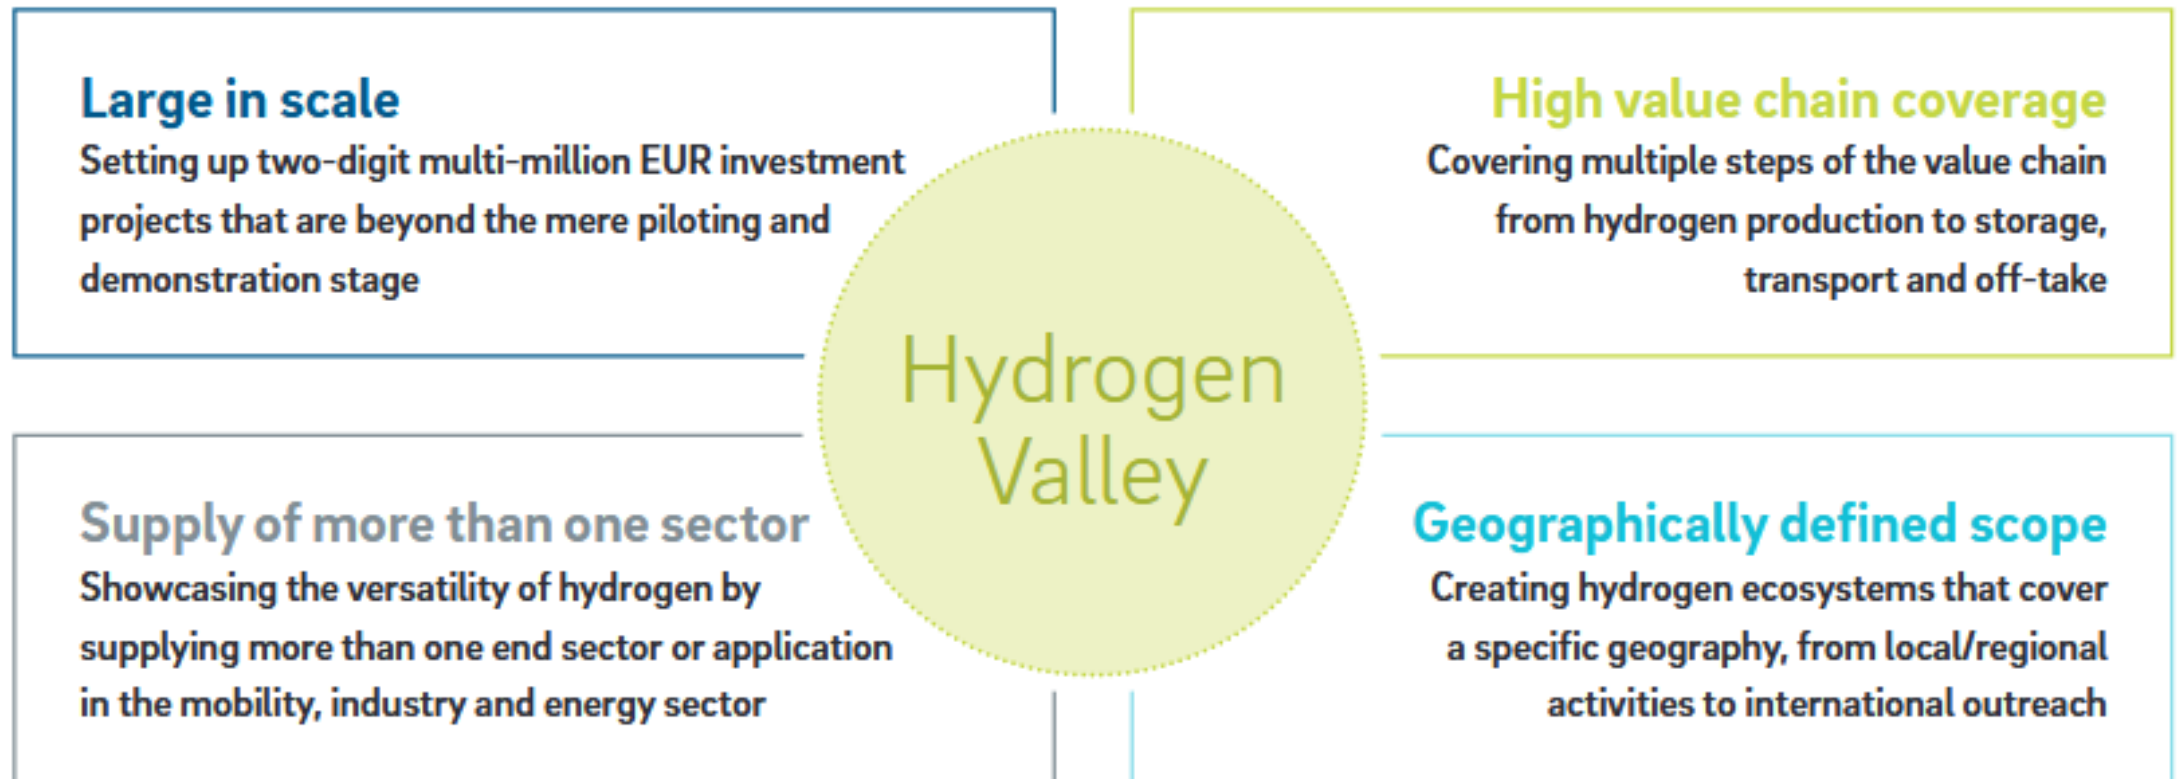 Large in scale
Setting up two-digit multi-million EUR investment
projects that are beyond the mere piloting and
demonstration stage
High value chain coverage
Covering multiple steps of the value chain
from hydrogen production to storage,
transport and off-take
Hydrogen
Valley
Supply of more than one sector
Showcasing the versatility of hydrogen by
supplying more than one end sector or application
in the mobility, industry and energy sector
Geographically defined scope
Creating hydrogen ecosystems that cover
a specific geography, from local/regional
activities to international outreach